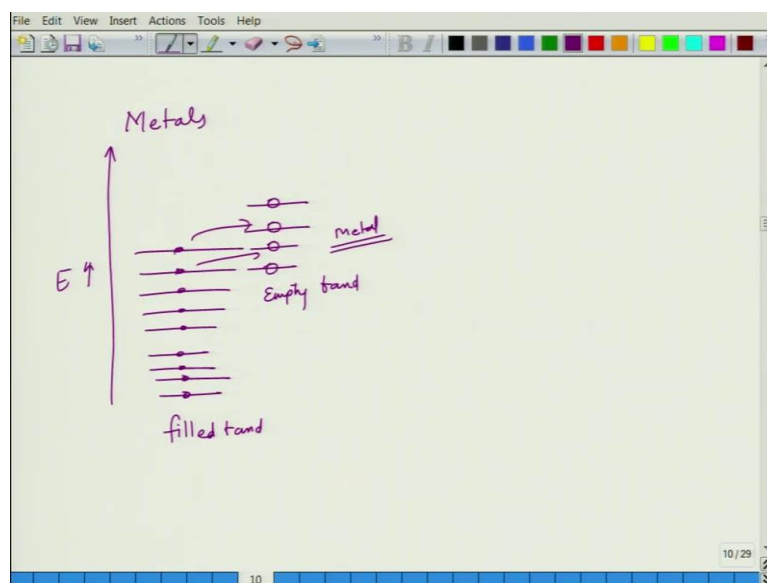 File Edit View Insert Actions Tools Help
B I
Metals
E ↑
metal
Empty band
filled band
10 / 29
10